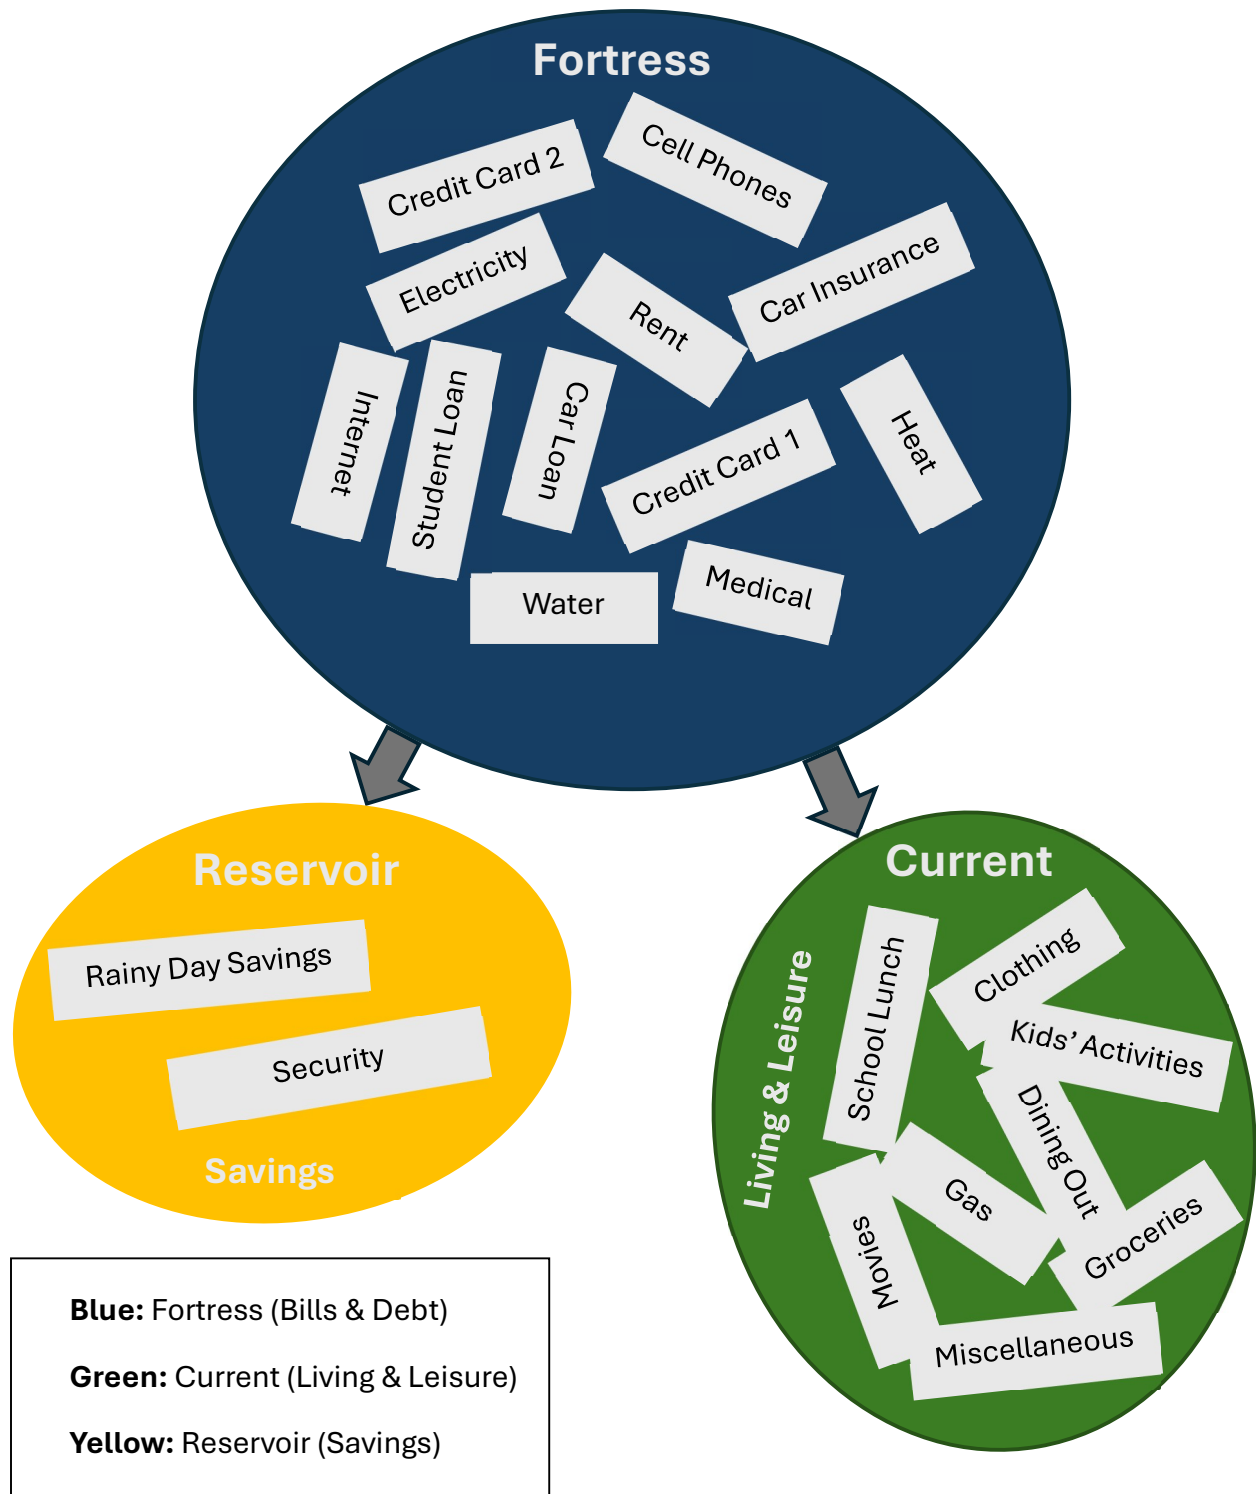 Fortress
Credit Card 2
Cell Phones
Electricity
Rent
Car Insurance
Internet
Student Loan
Car Loan
Credit Card 1
Heat
Water
Medical
Reservoir
Rainy Day Savings
Security
Savings
Current
Living & Leisure
School Lunch
Clothing
Kids’ Activities
Dining Out
Gas
Groceries
Movies
Miscellaneous
Blue: Fortress (Bills & Debt)
Green: Current (Living & Leisure)
Yellow: Reservoir (Savings)